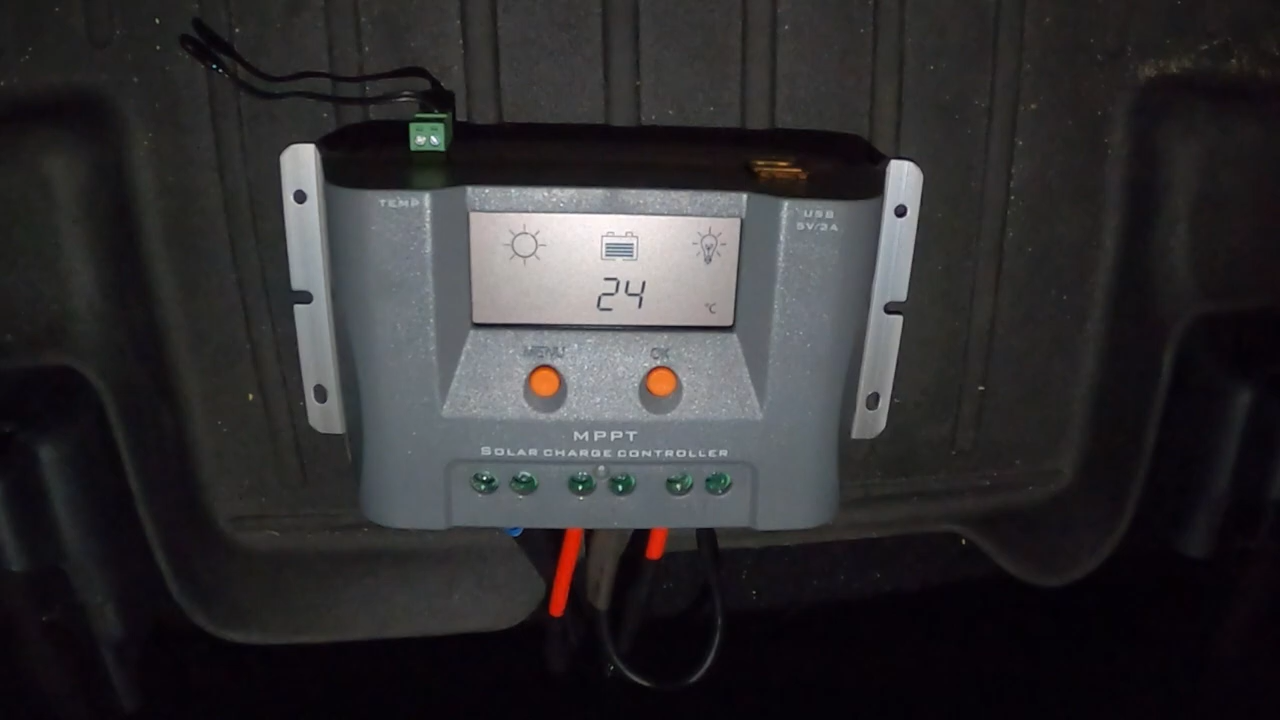 TEMP
USB
5V/2A
24
°C
MENU
OK
MPPT
SOLAR CHARGE CONTROLLER